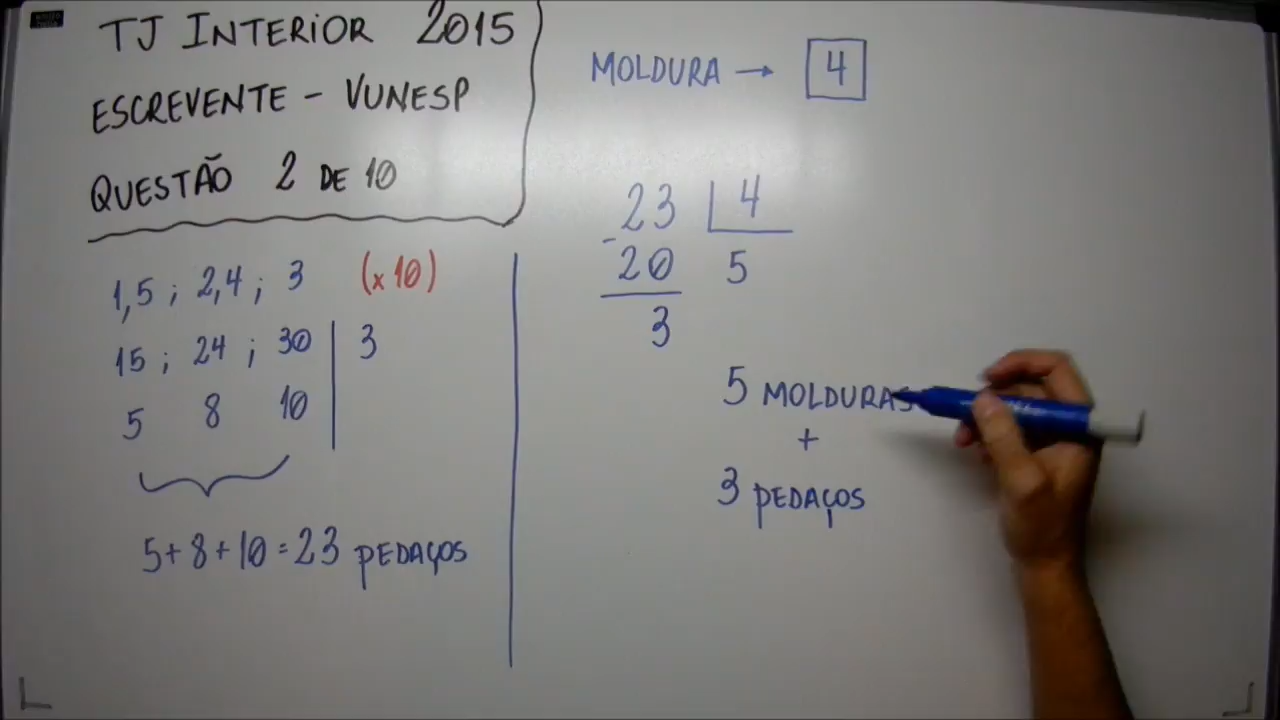 TJ INTERIOR 2015
ESCREVENTE - VUNESP
QUESTÃO 2 DE 10
1,5 ; 2,4 ; 3 (x10)
15 ; 24 ; 30 | 3
5 8 10
5+8+10=23 PEDAÇOS
MOLDURA → 4
23 | 4
-20 5
3
5 MOLDURAS
+
3 PEDAÇOS